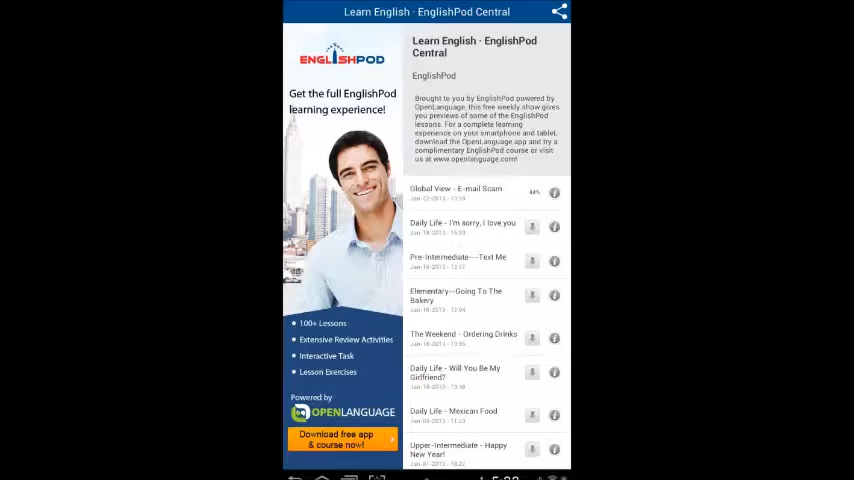 Learn English · EnglishPod Central
ENGLISHPOD
Get the full EnglishPod
learning experience!
100+ Lessons
Extensive Review Activities
Interactive Task
Lesson Exercises
Powered by
OPENLANGUAGE
Download free app
& course now!
Learn English · EnglishPod
Central
EnglishPod
Brought to you by EnglishPod powered by
OpenLanguage, this free weekly show gives
you previews of some of the EnglishPod
lessons. For a complete learning
experience on your smartphone and tablet,
download the OpenLanguage app and try a
complimentary EnglishPod course or visit
us at www.openlanguage.com!
Global View - E-mail Scam
44%
Daily Life - I'm sorry, I love you
Pre-Intermediate---Text Me
Elementary--Going To The
Bakery
The Weekend - Ordering Drinks
Daily Life - Will You Be My
Girlfriend?
Daily Life - Mexican Food
Upper-Intermediate - Happy
New Year!